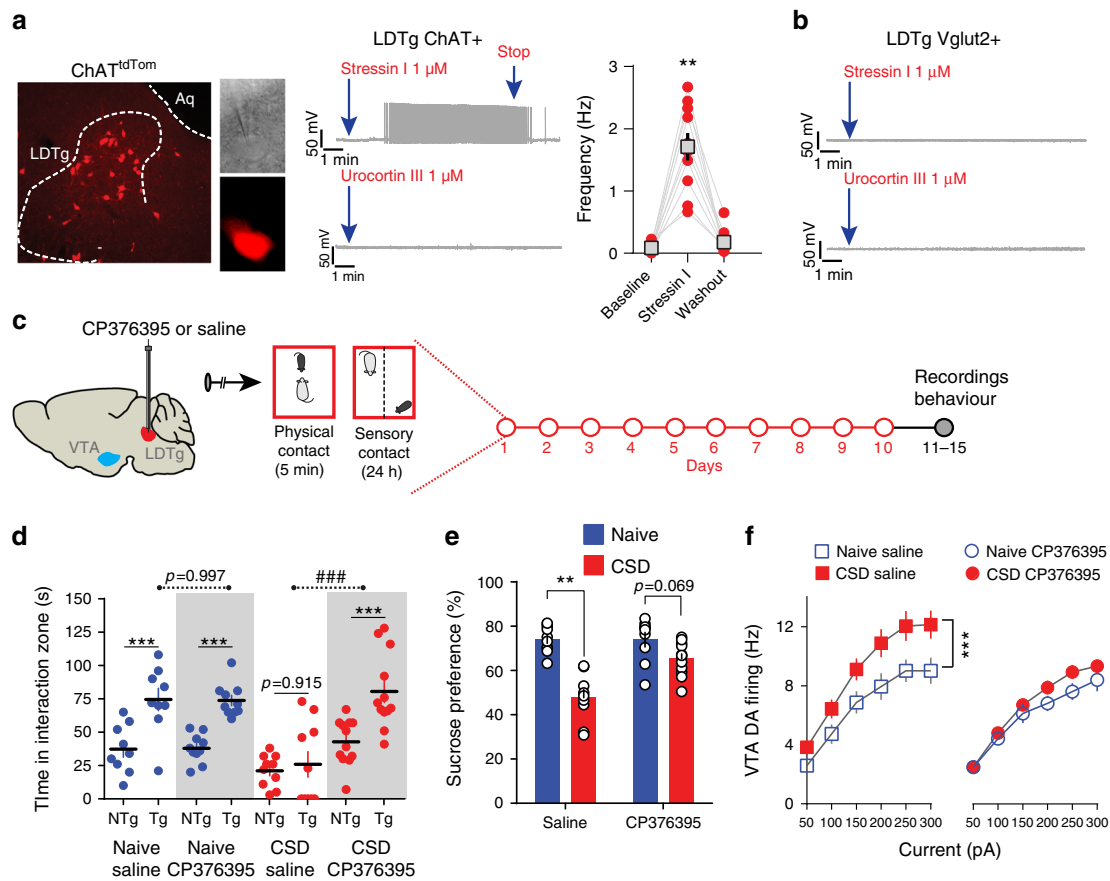 a
ChAT^tdTom
Aq
LDTg
LDTg ChAT+
Stop
Stressin I 1 µM
50 mV
1 min
Urocortin III 1 µM
50 mV
1 min
**
Frequency (Hz)
3
2
1
0
Baseline
Stressin I
Washout
b
LDTg Vglut2+
Stressin I 1 µM
50 mV
1 min
Urocortin III 1 µM
50 mV
1 min
c
CP376395 or saline
VTA
LDTg
Physical
contact
(5 min)
Sensory
contact
(24 h)
1 2 3 4 5 6 7 8 9 10
Days
Recordings
behaviour
11–15
d
p=0.997
###
***
***
p=0.915
***
Time in interaction zone (s)
150
125
100
75
50
25
0
NTg Tg NTg Tg NTg Tg NTg Tg
Naive
saline
Naive
CP376395
CSD
saline
CSD
CP376395
e
Naive
CSD
**
p=0.069
Sucrose preference (%)
100
80
60
40
20
0
Saline
CP376395
f
Naive saline
CSD saline
Naive CP376395
CSD CP376395
***
VTA DA firing (Hz)
12
8
4
0
50 100 150 200 250 300
50 100 150 200 250 300
Current (pA)